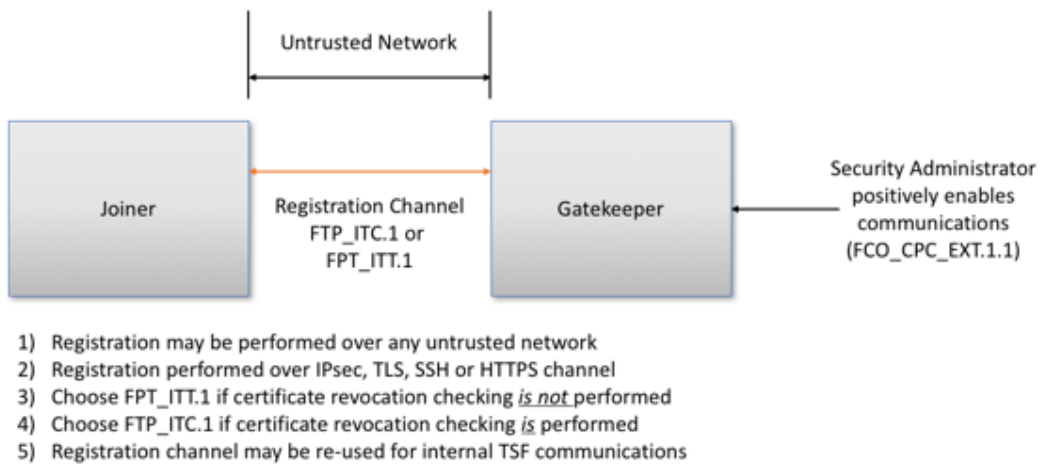 Untrusted Network
Joiner
Registration Channel
FTP_ITC.1 or
FPT_ITT.1
Gatekeeper
Security Administrator
positively enables
communications
(FCO_CPC_EXT.1.1)
1) Registration may be performed over any untrusted network
2) Registration performed over IPsec, TLS, SSH or HTTPS channel
3) Choose FPT_ITT.1 if certificate revocation checking is not performed
4) Choose FTP_ITC.1 if certificate revocation checking is performed
5) Registration channel may be re-used for internal TSF communications